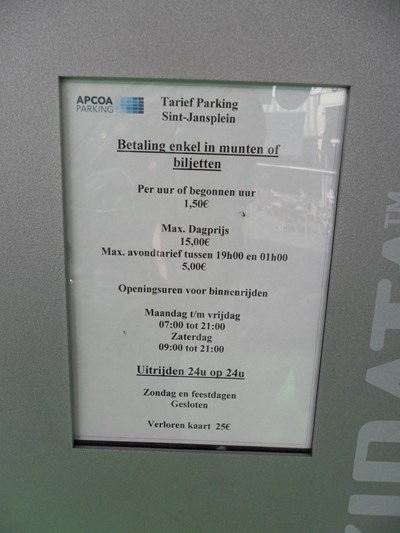 APCOA
PARKING
Tarief Parking
Sint-Jansplein
Betaling enkel in munten of
biljetten
Per uur of begonnen uur
1,50€
Max. Dagprijs
15,00€
Max. avondtarief tussen 19h00 en 01h00
5,00€
Openingsuren voor binnenrijden
Maandag t/m vrijdag
07:00 tot 21:00
Zaterdag
09:00 tot 21:00
Uitrijden 24u op 24u
Zondag en feestdagen
Gesloten
Verloren kaart 25€